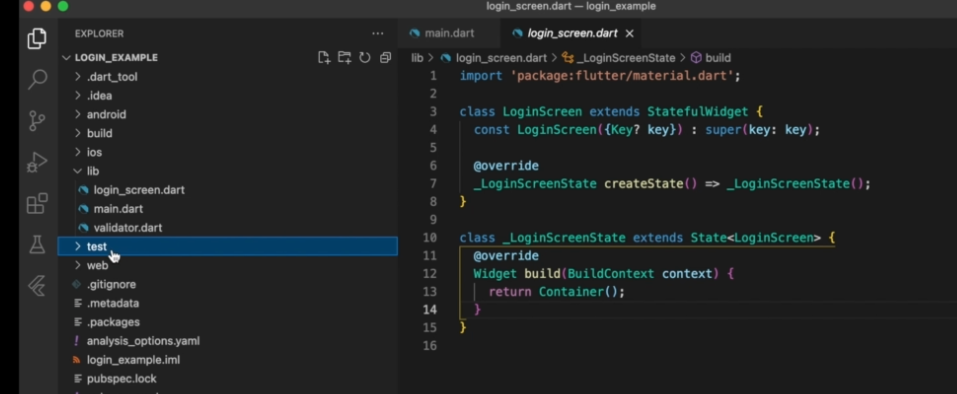 login_screen.dart — login_example
EXPLORER
LOGIN_EXAMPLE
.dart_tool
.idea
android
build
ios
lib
login_screen.dart
main.dart
validator.dart
test
web
.gitignore
.metadata
.packages
! analysis_options.yaml
login_example.iml
pubspec.lock
main.dart
login_screen.dart ×
lib > login_screen.dart > _LoginScreenState > build
1 import 'package:flutter/material.dart';
2
3 class LoginScreen extends StatefulWidget {
4 const LoginScreen({Key? key}) : super(key: key);
5
6 @override
7 _LoginScreenState createState() => _LoginScreenState();
8 }
9
10 class _LoginScreenState extends State<LoginScreen> {
11 @override
12 Widget build(BuildContext context) {
13 return Container();
14 }
15 }
16